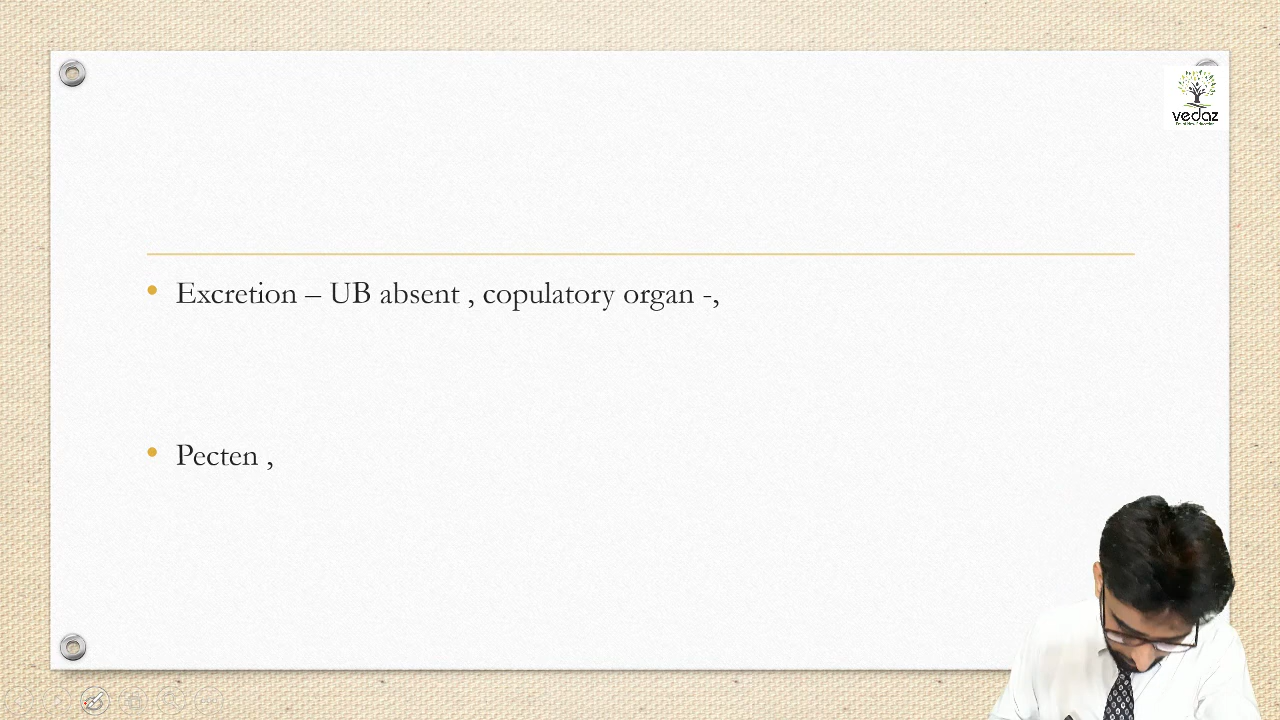 vedaz
• Excretion – UB absent , copulatory organ -,
• Pecten ,